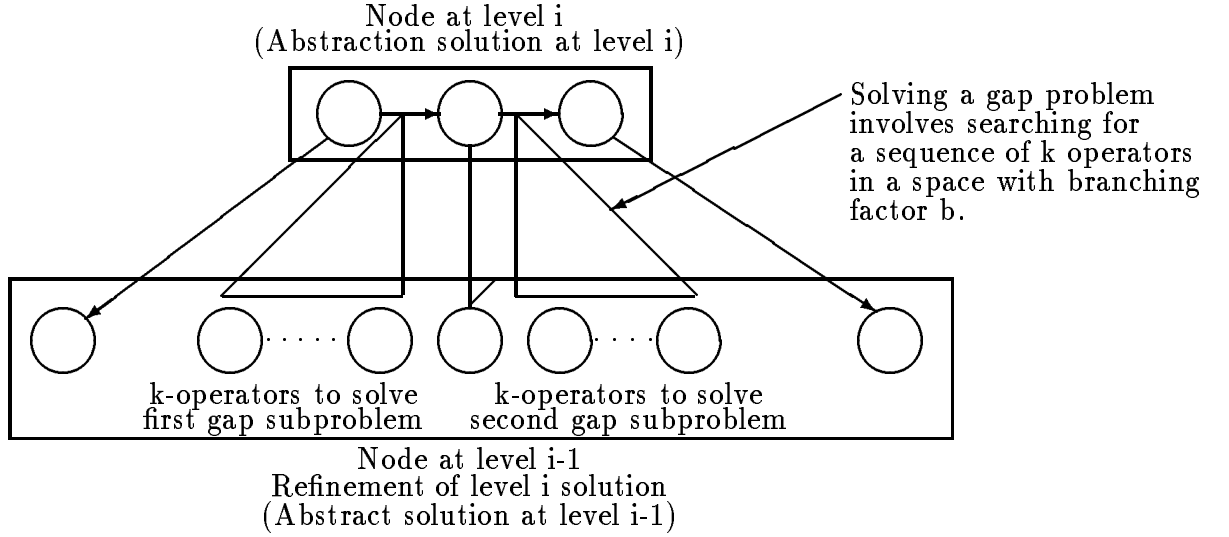 Node at level i
(Abstraction solution at level i)
Solving a gap problem
involves searching for
a sequence of k operators
in a space with branching
factor b.
k-operators to solve
first gap subproblem
k-operators to solve
second gap subproblem
Node at level i-1
Refinement of level i solution
(Abstract solution at level i-1)